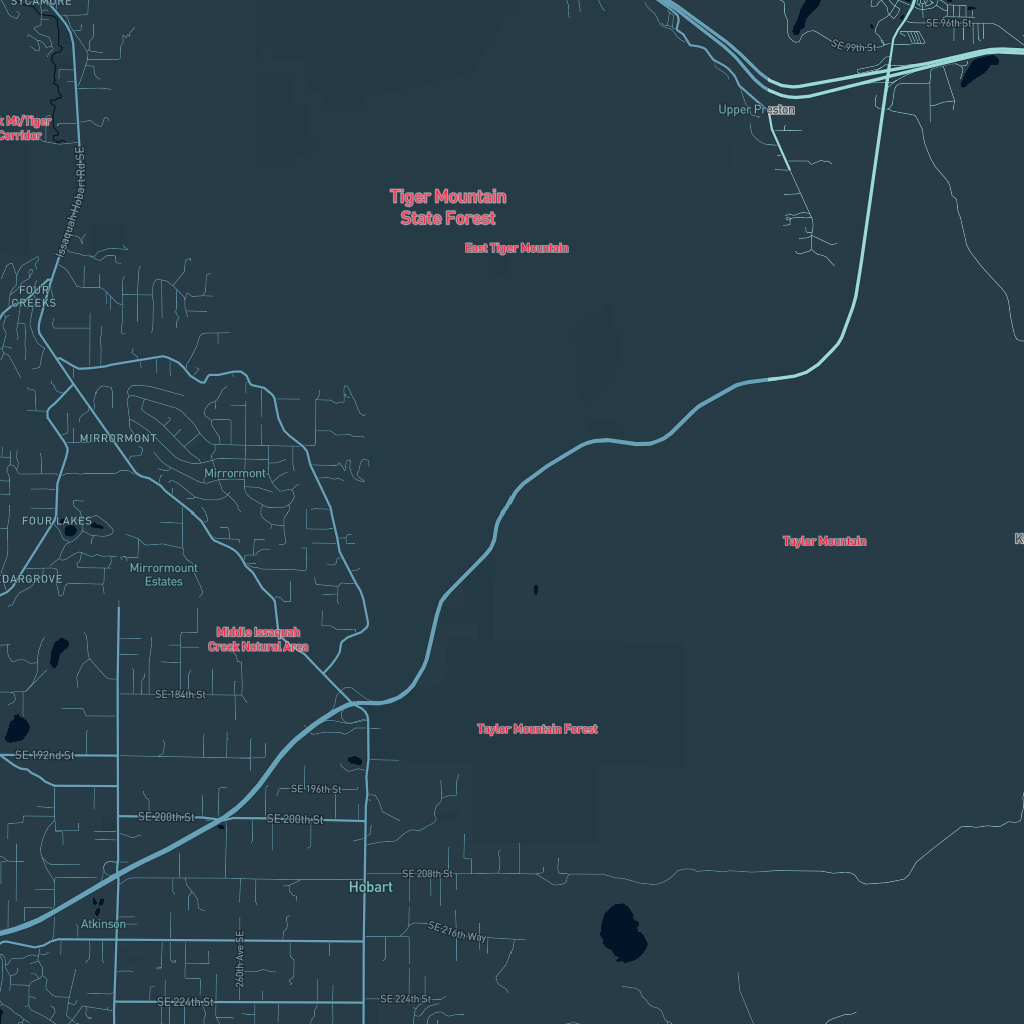 SYCAMORE
SE 96th St
SE 99th St
Upper Preston
Mt/Tiger
Corridor
Issaquah-Hobart Rd SE
Tiger Mountain
State Forest
East Tiger Mountain
FOUR
CREEKS
MIRRORMONT
Mirrormont
FOUR LAKES
Taylor Mountain
Mirrormount
Estates
DARGROVE
Middle Issaquah
Creek Natural Area
SE 184th St
Taylor Mountain Forest
SE 192nd St
SE 196th St
SE 200th St
SE 200th St
SE 208th St
Hobart
Atkinson
SE 216th Way
260th Ave SE
SE 224th St
SE 224th St